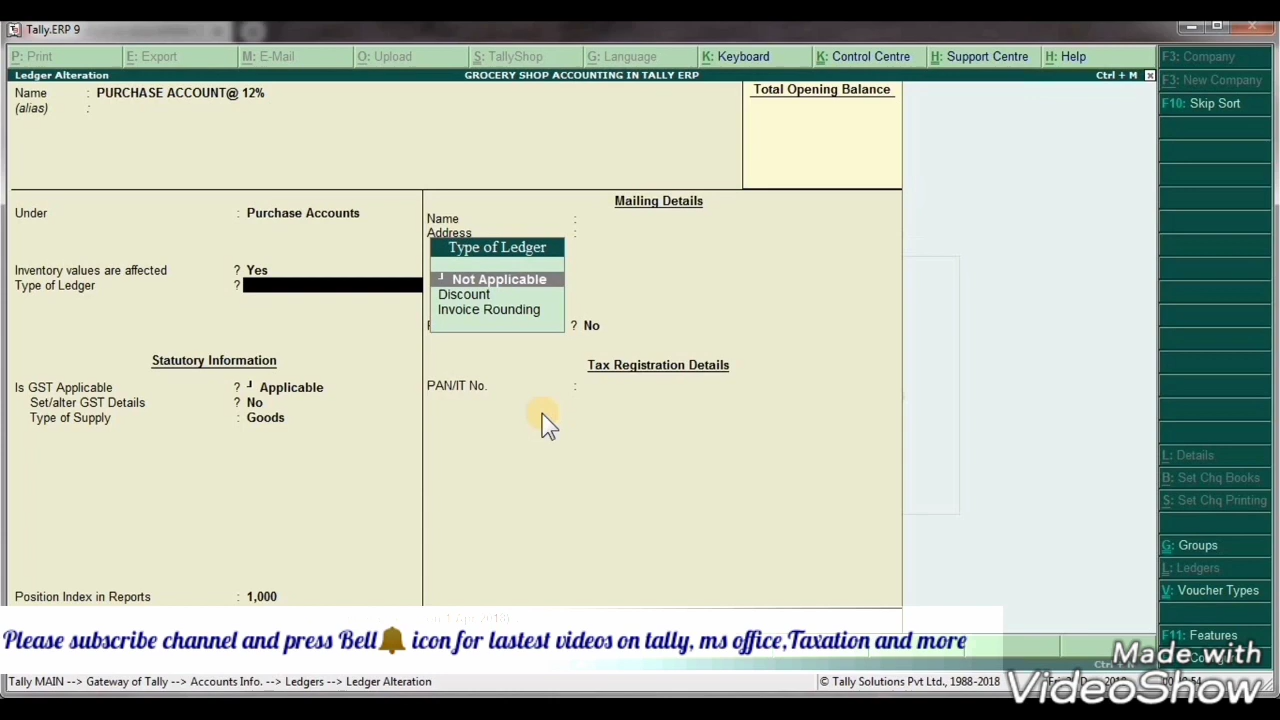 Tally.ERP 9
P: Print E: Export M: E-Mail O: Upload S: TallyShop G: Language K: Keyboard K: Control Centre H: Support Centre H: Help
F3: Company
Ledger Alteration GROCERY SHOP ACCOUNTING IN TALLY ERP Ctrl + M
F3: New Company
Name : PURCHASE ACCOUNT@ 12%
(alias) :
Total Opening Balance
F10: Skip Sort
Under : Purchase Accounts
Mailing Details
Name :
Address :
Type of Ledger
Inventory values are affected ? Yes
Not Applicable
Type of Ledger ?
Discount
Invoice Rounding
? No
Statutory Information
Tax Registration Details
Is GST Applicable ? Applicable
PAN/IT No. :
Set/alter GST Details ? No
Type of Supply : Goods
L: Details
B: Set Chq Books
S: Set Chq Printing
G: Groups
L: Ledgers
V: Voucher Types
Position Index in Reports : 1,000
Please subscribe channel and press Bell icon for lastest videos on tally, ms office,Taxation and more
F11: Features
Made with
VideoShow
Tally MAIN --> Gateway of Tally --> Accounts Info. --> Ledgers --> Ledger Alteration © Tally Solutions Pvt Ltd., 1988-2018